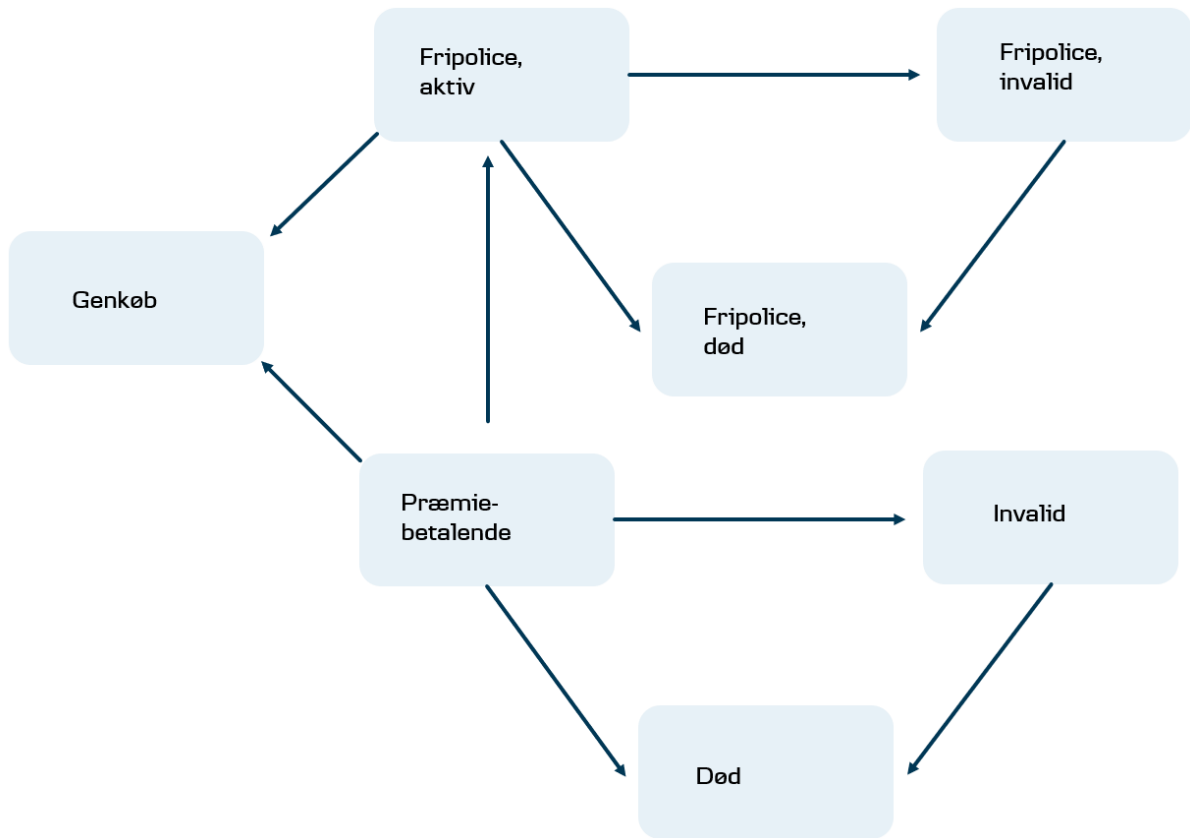 Fripolice,
aktiv
Fripolice,
invalid
Genkøb
Fripolice,
død
Præmie-
betalende
Invalid
Død